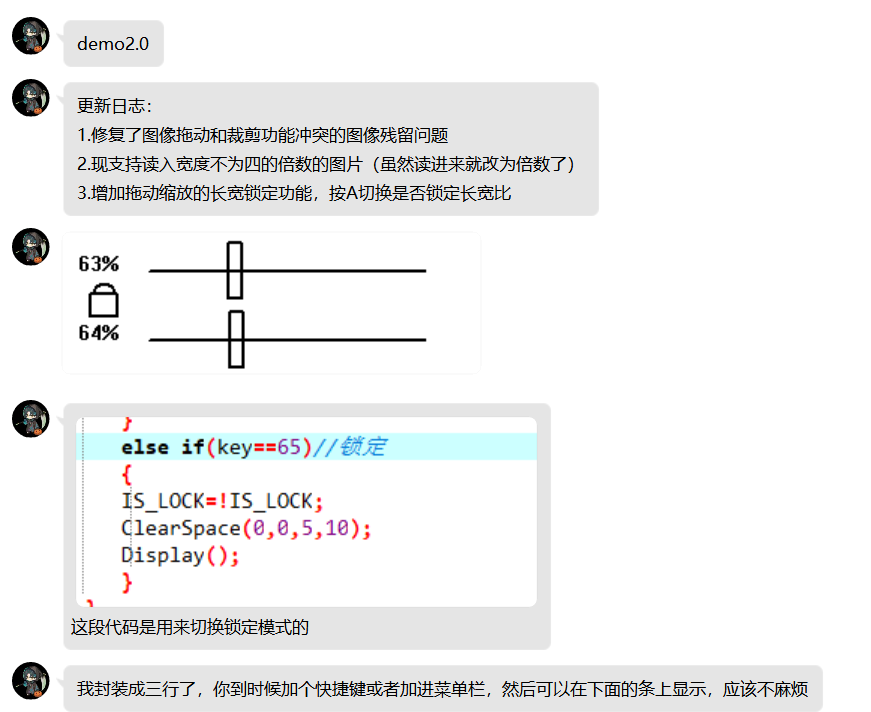 demo2.0
更新日志：
1.修复了图像拖动和裁剪功能冲突的图像残留问题
2.现支持读入宽度不为四的倍数的图片（虽然读进来就改为倍数了）
3.增加拖动缩放的长宽锁定功能，按A切换是否锁定长宽比
63%
64%
}
else if(key==65)//锁定
{
IS_LOCK=!IS_LOCK;
ClearSpace(0,0,5,10);
Display();
}
}
这段代码是用来切换锁定模式的
我封装成三行了，你到时候加个快捷键或者加进菜单栏，然后可以在下面的条上显示，应该不麻烦